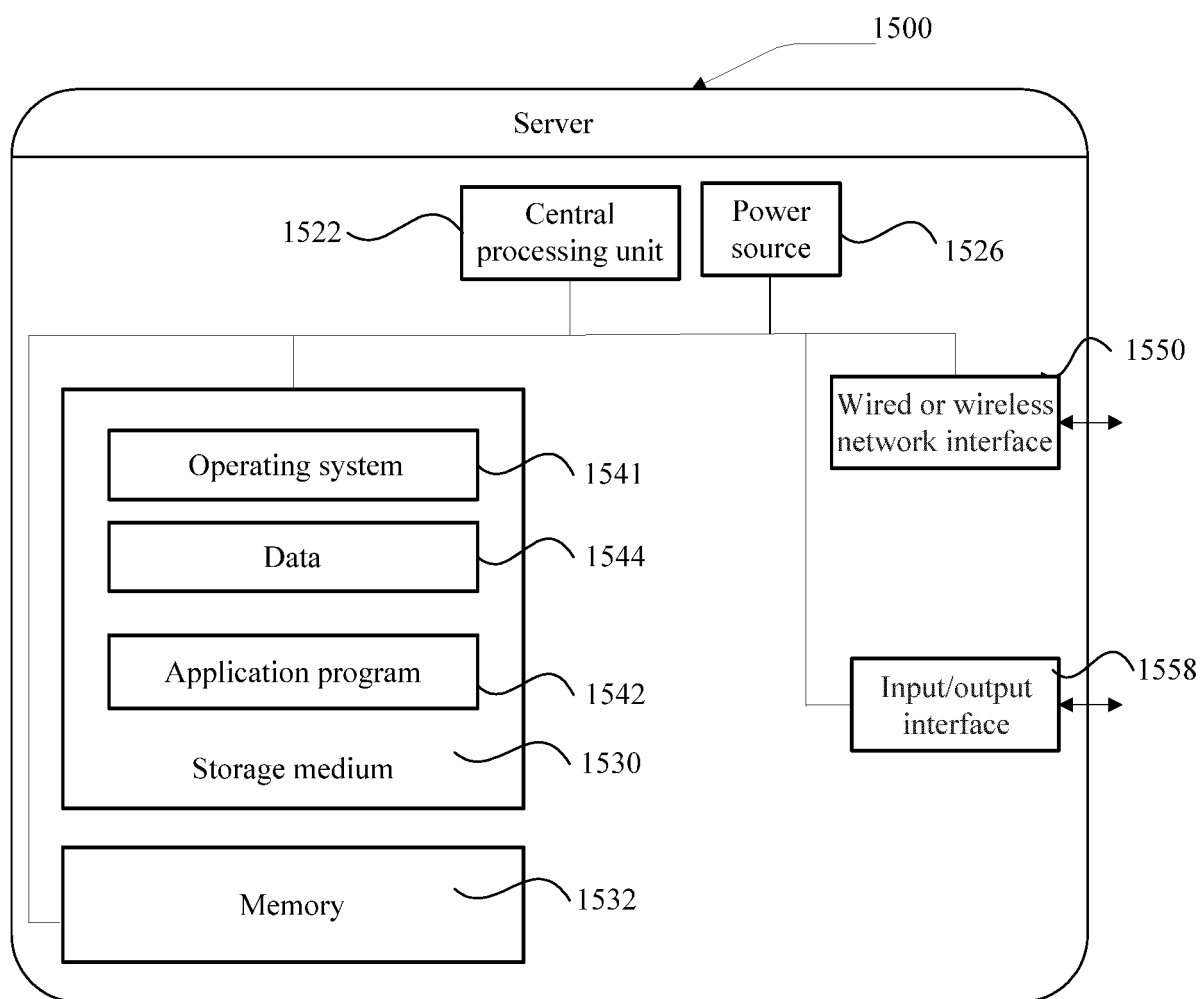 1500
Server
Central
processing unit
1522
Power
source
1526
1550
Wired or wireless
network interface
Operating system
1541
Data
1544
Application program
1542
Storage medium
1530
Input/output
interface
1558
Memory
1532